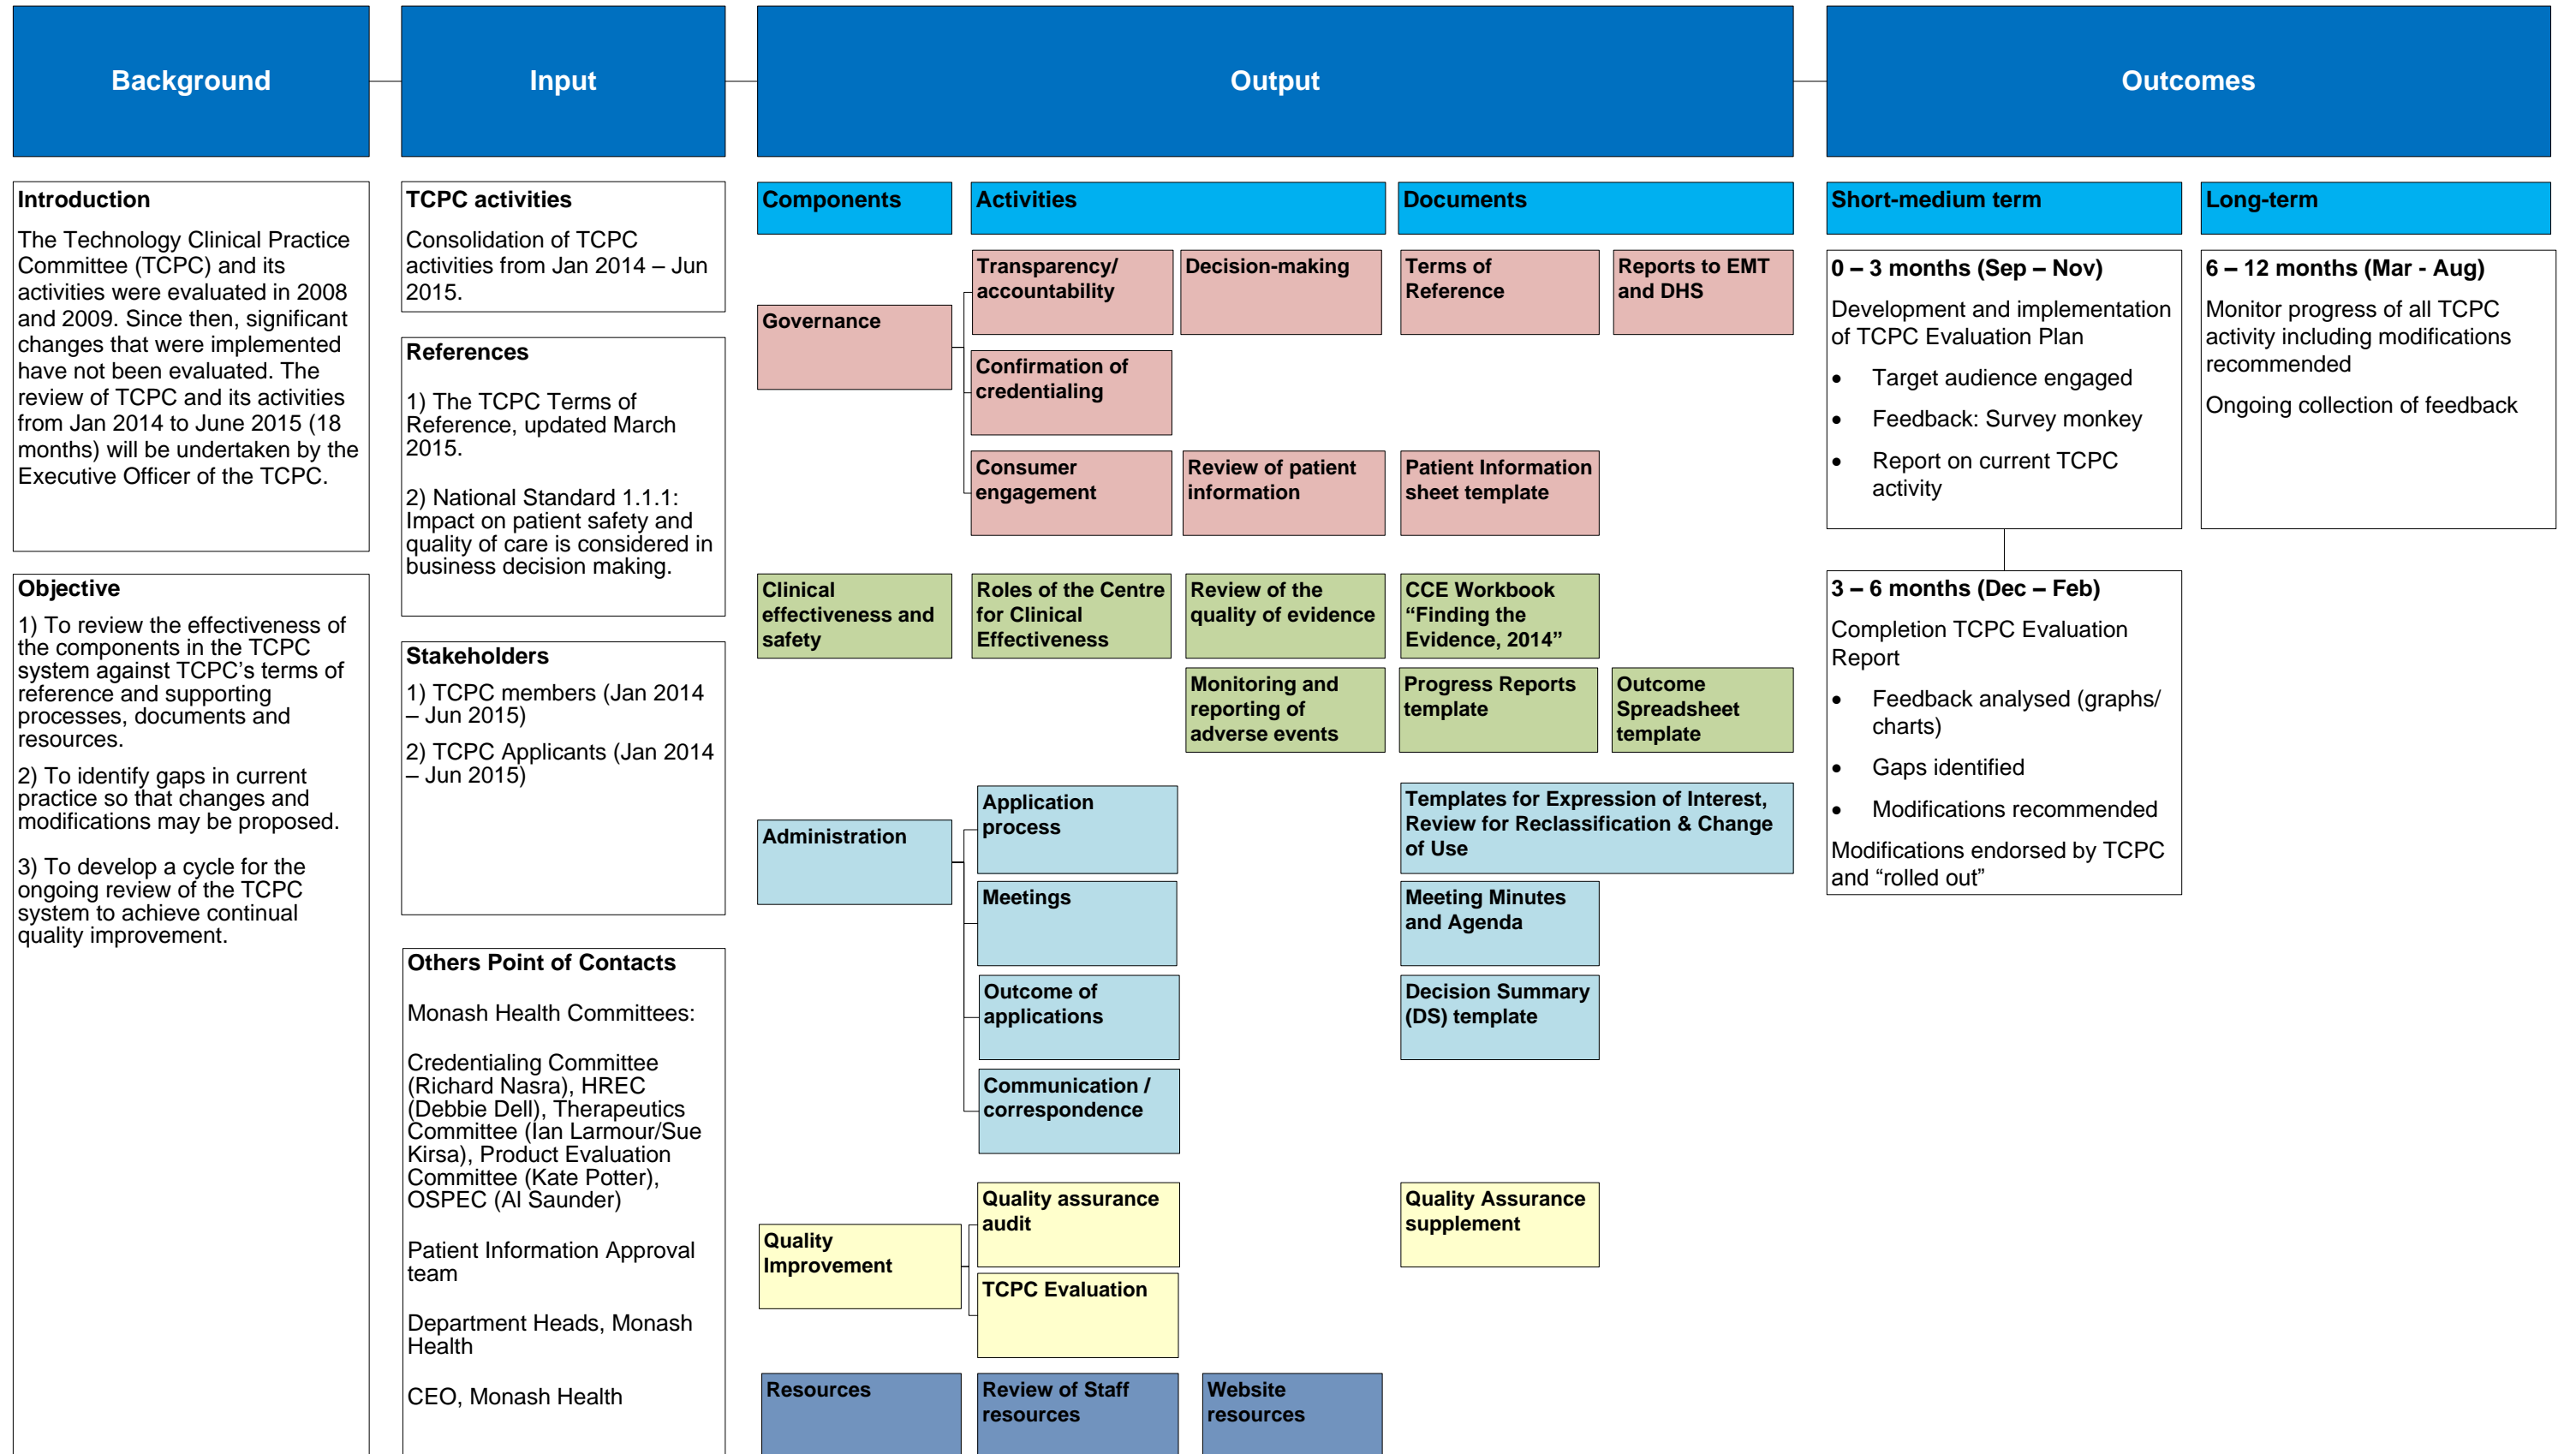 Background
Input
Output
Outcomes
Introduction
The Technology Clinical Practice
Committee (TCPC) and its
activities were evaluated in 2008
and 2009. Since then, significant
changes that were implemented
have not been evaluated. The
review of TCPC and its activities
from Jan 2014 to June 2015 (18
months) will be undertaken by the
Executive Officer of the TCPC.
Objective
1) To review the effectiveness of
the components in the TCPC
system against TCPC’s terms of
reference and supporting
processes, documents and
resources.
2) To identify gaps in current
practice so that changes and
modifications may be proposed.
3) To develop a cycle for the
ongoing review of the TCPC
system to achieve continual
quality improvement.
TCPC activities
Consolidation of TCPC
activities from Jan 2014 – Jun
2015.
References
1) The TCPC Terms of
Reference, updated March
2015.
2) National Standard 1.1.1:
Impact on patient safety and
quality of care is considered in
business decision making.
Stakeholders
1) TCPC members (Jan 2014
– Jun 2015)
2) TCPC Applicants (Jan 2014
– Jun 2015)
Others Point of Contacts
Monash Health Committees:
Credentialing Committee
(Richard Nasra), HREC
(Debbie Dell), Therapeutics
Committee (Ian Larmour/Sue
Kirsa), Product Evaluation
Committee (Kate Potter),
OSPEC (Al Saunder)
Patient Information Approval
team
Department Heads, Monash
Health
CEO, Monash Health
Components
Activities
Documents
Governance
Transparency/
accountability
Decision-making
Terms of
Reference
Reports to EMT
and DHS
Confirmation of
credentialing
Consumer
engagement
Review of patient
information
Patient Information
sheet template
Clinical
effectiveness and
safety
Roles of the Centre
for Clinical
Effectiveness
Review of the
quality of evidence
CCE Workbook
“Finding the
Evidence, 2014”
Monitoring and
reporting of
adverse events
Progress Reports
template
Outcome
Spreadsheet
template
Administration
Application
process
Templates for Expression of Interest,
Review for Reclassification & Change
of Use
Meetings
Meeting Minutes
and Agenda
Outcome of
applications
Decision Summary
(DS) template
Communication /
correspondence
Quality
Improvement
Quality assurance
audit
Quality Assurance
supplement
TCPC Evaluation
Resources
Review of Staff
resources
Website
resources
Short-medium term
0 – 3 months (Sep – Nov)
Development and implementation
of TCPC Evaluation Plan
• Target audience engaged
• Feedback: Survey monkey
• Report on current TCPC
activity
3 – 6 months (Dec – Feb)
Completion TCPC Evaluation
Report
• Feedback analysed (graphs/
charts)
• Gaps identified
• Modifications recommended
Modifications endorsed by TCPC
and “rolled out”
Long-term
6 – 12 months (Mar - Aug)
Monitor progress of all TCPC
activity including modifications
recommended
Ongoing collection of feedback